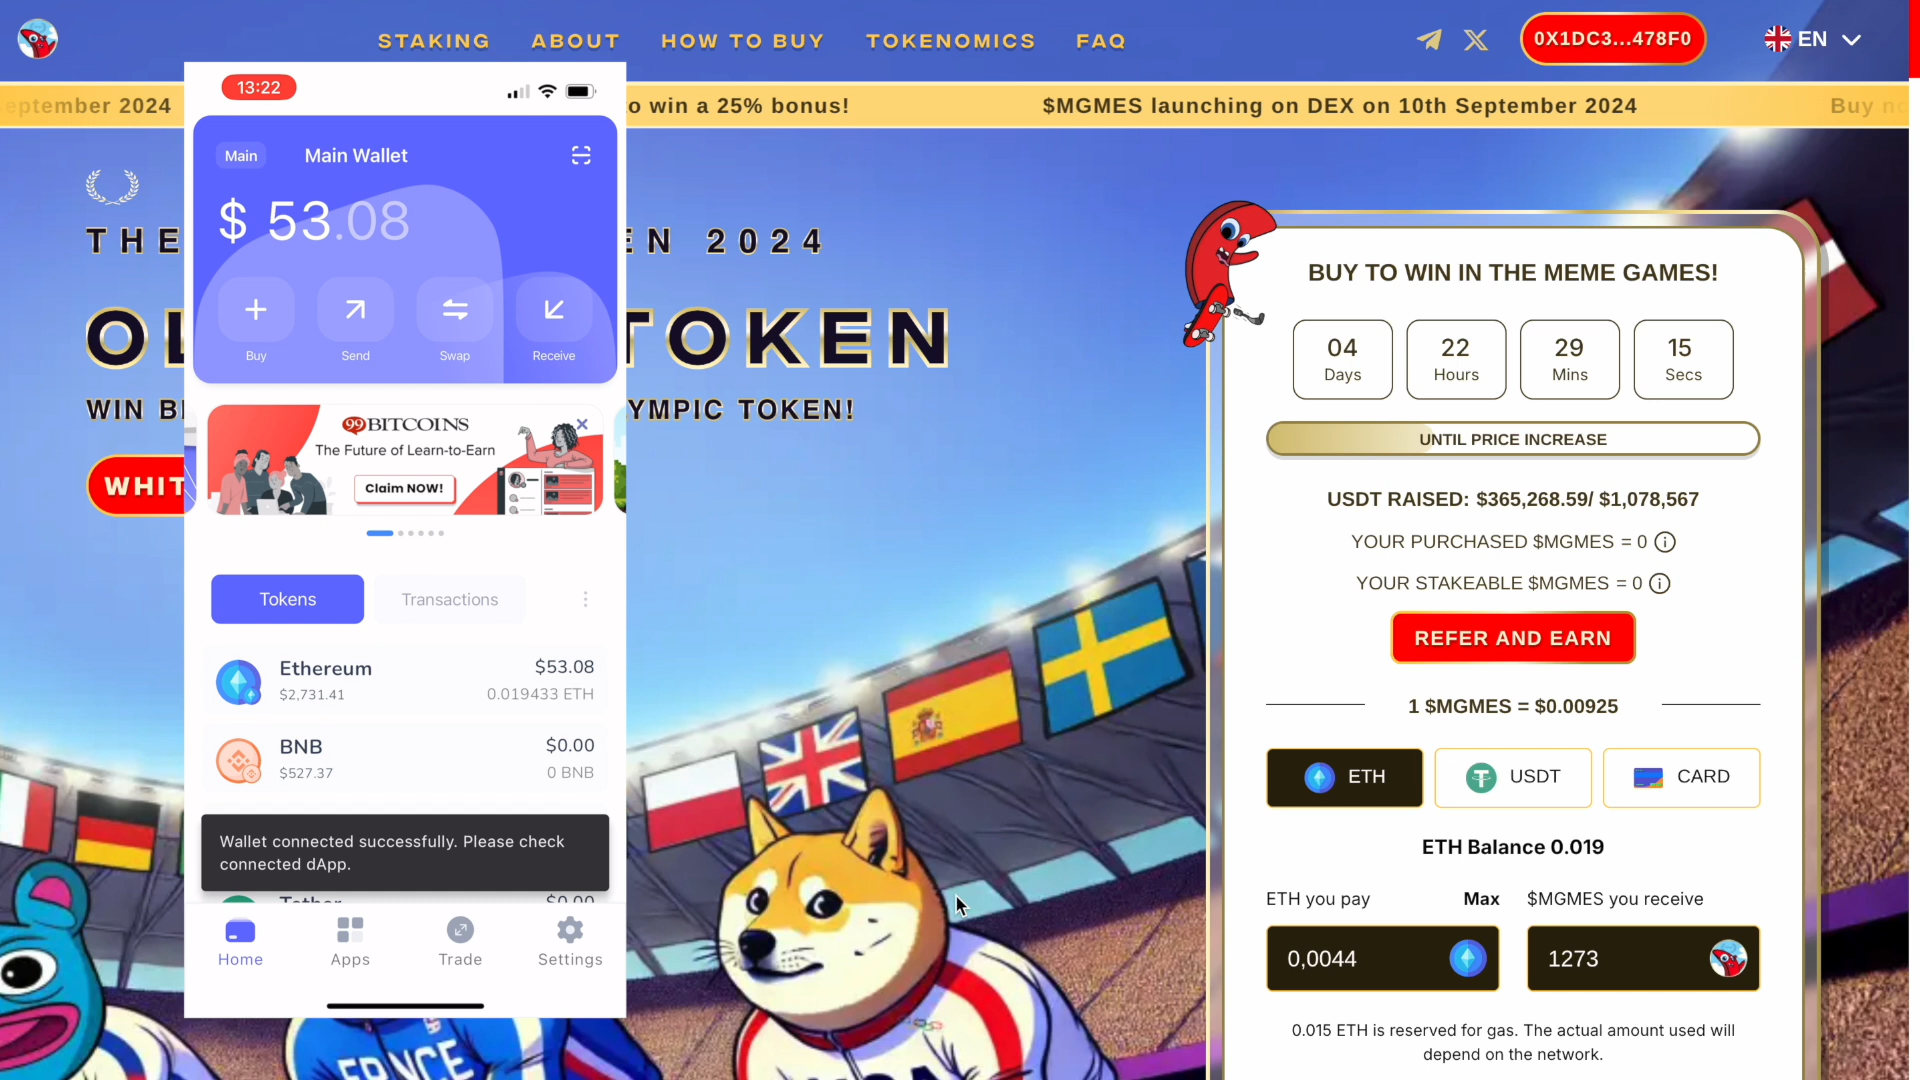 STAKING
ABOUT
HOW TO BUY
TOKENOMICS
FAQ
0X1DC3...478F0
EN
eptember 2024
to win a 25% bonus!
$MGMES launching on DEX on 10th September 2024
Buy
13:22
Main
Main Wallet
$ 53.08
Buy
Send
Swap
Receive
99BITCOINS
The Future of Learn-to-Earn
Claim NOW!
Tokens
Transactions
Ethereum
$53.08
$2,731.41
0.019433 ETH
BNB
$0.00
$527.37
0 BNB
Wallet connected successfully. Please check
connected dApp.
Tether
$0.00
Home
Apps
Trade
Settings
THE
EN 2024
OL
TOKEN
WIN BI
YMPIC TOKEN!
WHIT
FRANCE
BUY TO WIN IN THE MEME GAMES!
04
Days
22
Hours
29
Mins
15
Secs
UNTIL PRICE INCREASE
USDT RAISED: $365,268.59/ $1,078,567
YOUR PURCHASED $MGMES = 0
YOUR STAKEABLE $MGMES = 0
REFER AND EARN
1 $MGMES = $0.00925
ETH
USDT
CARD
ETH Balance 0.019
ETH you pay
Max
$MGMES you receive
0,0044
1273
0.015 ETH is reserved for gas. The actual amount used will
depend on the network.